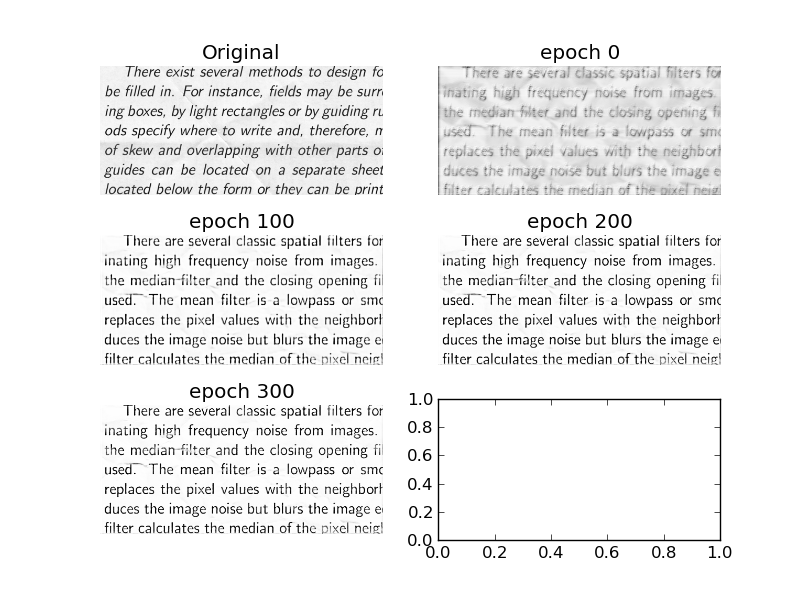 Original
There exist several methods to design fo
be filled in. For instance, fields may be surr
ing boxes, by light rectangles or by guiding ru
ods specify where to write and, therefore, m
of skew and overlapping with other parts o
guides can be located on a separate sheet
located below the form or they can be print
epoch 0
There are several classic spatial filters for
inating high frequency noise from images.
the median filter and the closing opening fi
used. The mean filter is a lowpass or smo
replaces the pixel values with the neighborh
duces the image noise but blurs the image e
filter calculates the median of the pixel neigh
epoch 100
There are several classic spatial filters for
inating high frequency noise from images.
the median filter and the closing opening fil
used. The mean filter is a lowpass or smo
replaces the pixel values with the neighborh
duces the image noise but blurs the image e
filter calculates the median of the pixel neigh
epoch 200
There are several classic spatial filters for
inating high frequency noise from images.
the median filter and the closing opening fi
used. The mean filter is a lowpass or smo
replaces the pixel values with the neighborh
duces the image noise but blurs the image e
filter calculates the median of the pixel neigh
epoch 300
There are several classic spatial filters for
inating high frequency noise from images.
the median filter and the closing opening fil
used. The mean filter is a lowpass or smo
replaces the pixel values with the neighborh
duces the image noise but blurs the image e
filter calculates the median of the pixel neigh
1.0
0.8
0.6
0.4
0.2
0.0
0.0 0.2 0.4 0.6 0.8 1.0